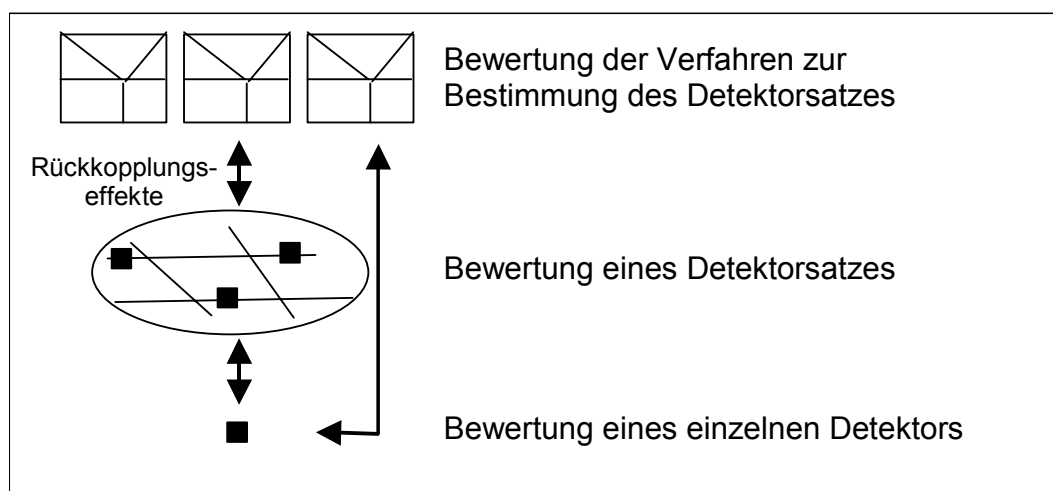 Bewertung der Verfahren zur
Bestimmung des Detektorsatzes
Rückkopplungs-
effekte
Bewertung eines Detektorsatzes
Bewertung eines einzelnen Detektors